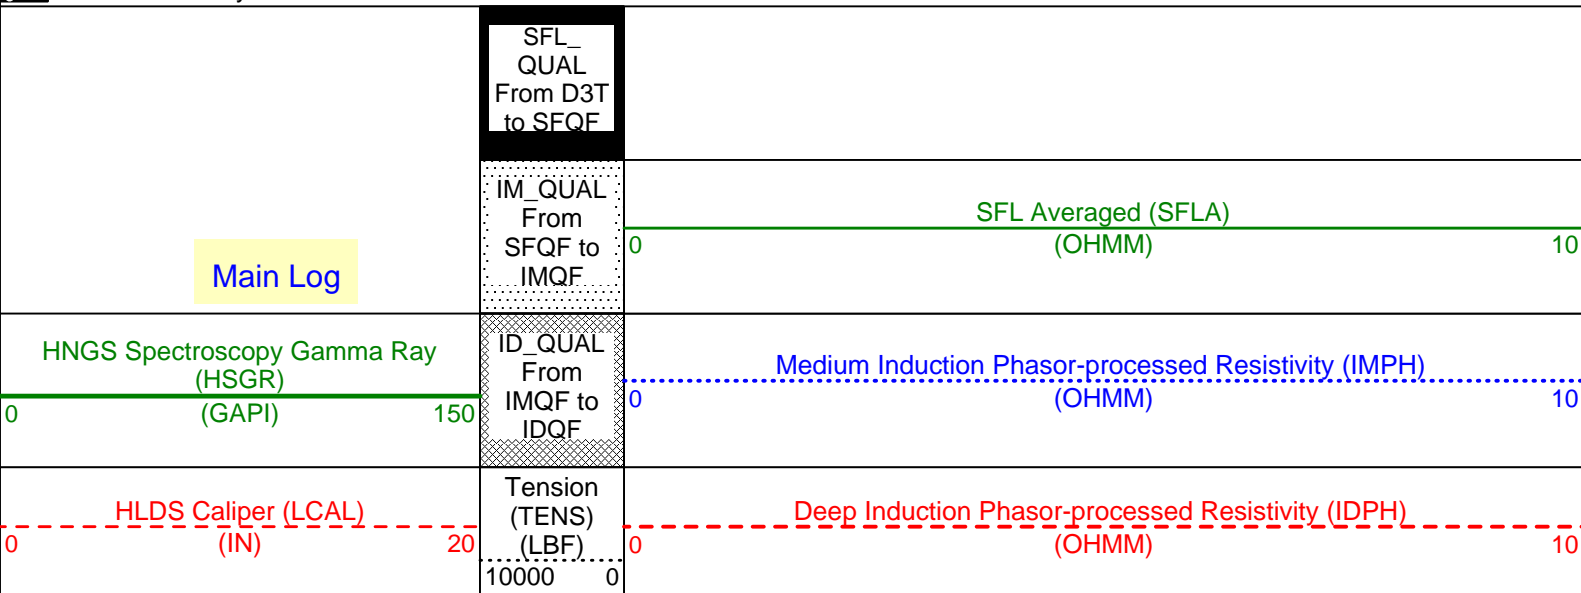 SFL_
QUAL
From D3T
to SFQF
IM_QUAL
From
SFQF to
IMQF
SFL Averaged (SFLA)
0 (OHMM) 10
Main Log
HNGS Spectroscopy Gamma Ray
(HSGR)
0 (GAPI) 150
ID_QUAL
From
IMQF to
IDQF
Medium Induction Phasor-processed Resistivity (IMPH)
0 (OHMM) 10
HLDS Caliper (LCAL)
0 (IN) 20
Tension
(TENS)
(LBF)
10000 0
Deep Induction Phasor-processed Resistivity (IDPH)
0 (OHMM) 10